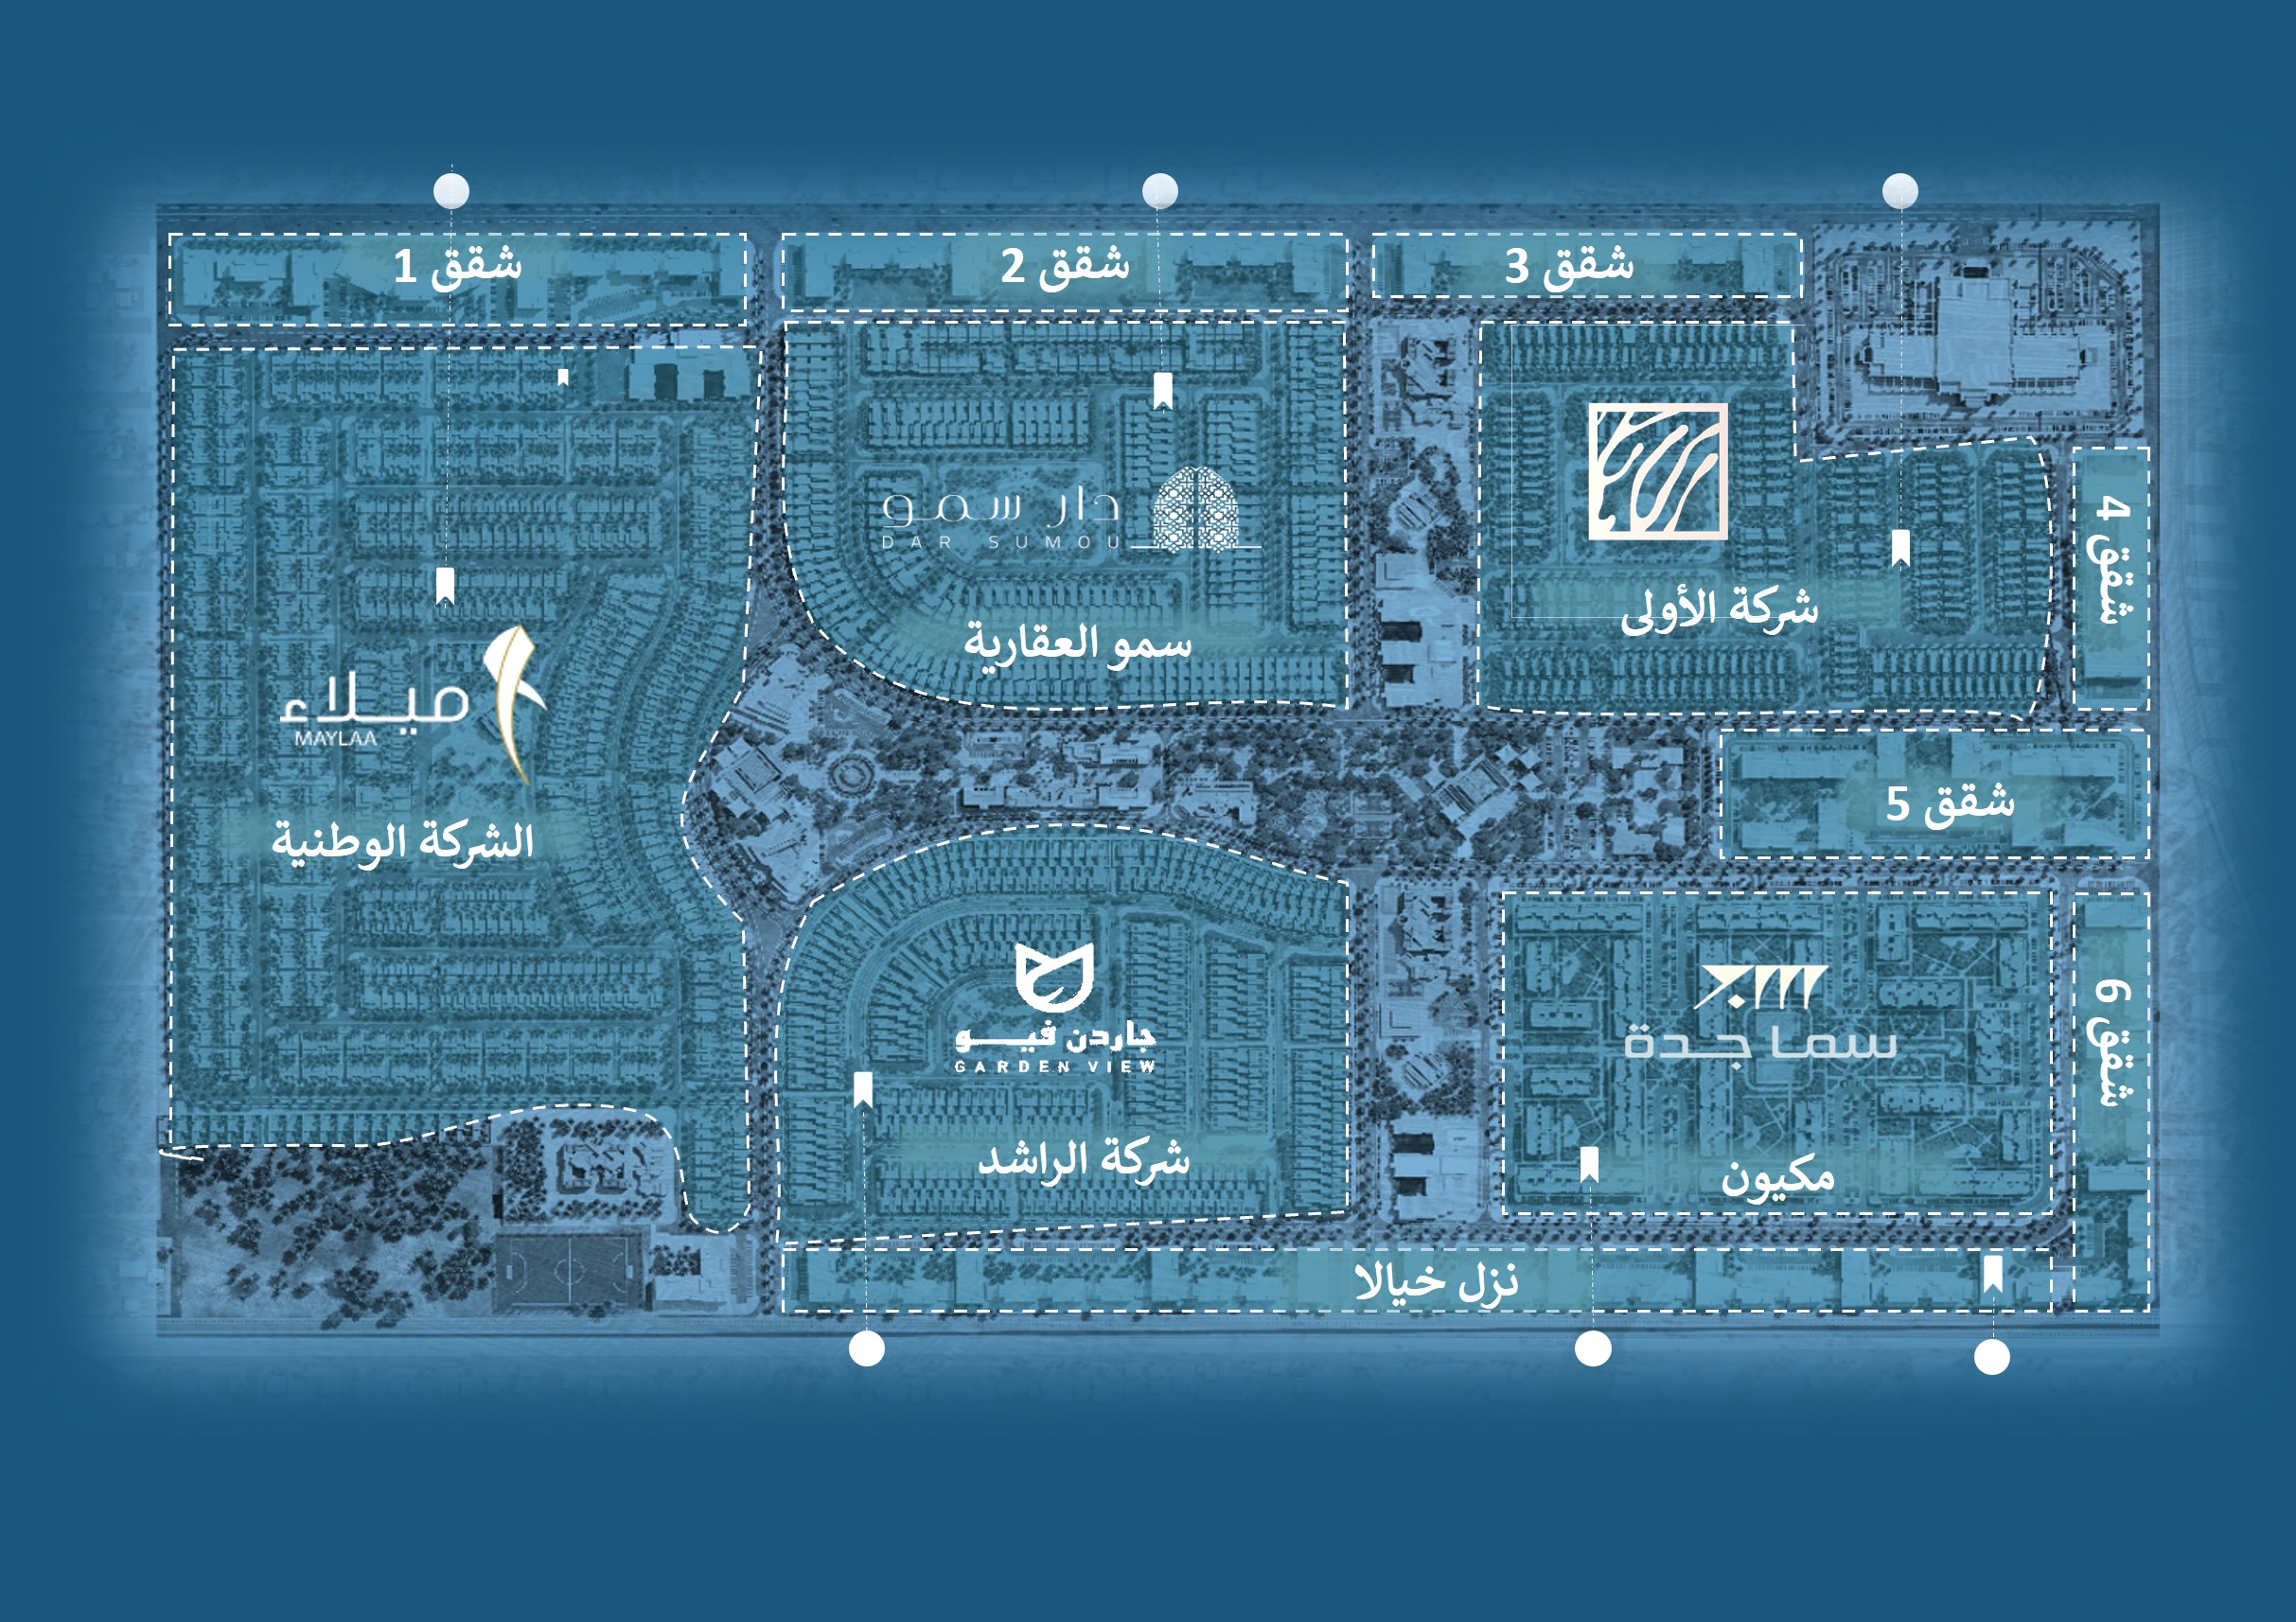 شقق 1
شقق 2
شقق 3
شقق 4
دار سمو
DAR SUMOU
سمو العقارية
شركة الأولى
ميلاء
MAYLAA
الشركة الوطنية
شقق 5
جاردن فيو
GARDEN VIEW
شركة الراشد
سما جدة
مكيون
شقق 6
نزل خيالا